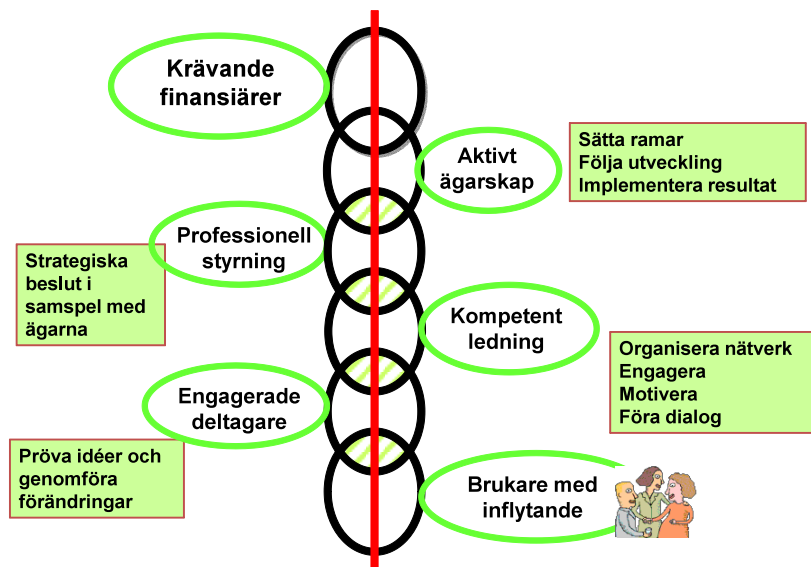 Krävande
finansiärer
Aktivt
ägarskap
Sätta ramar
Följa utveckling
Implementera resultat
Professionell
styrning
Strategiska
beslut i
samspel med
ägarna
Kompetent
ledning
Organisera nätverk
Engagera
Motivera
Föra dialog
Engagerade
deltagare
Pröva idéer och
genomföra
förändringar
Brukare med
inflytande